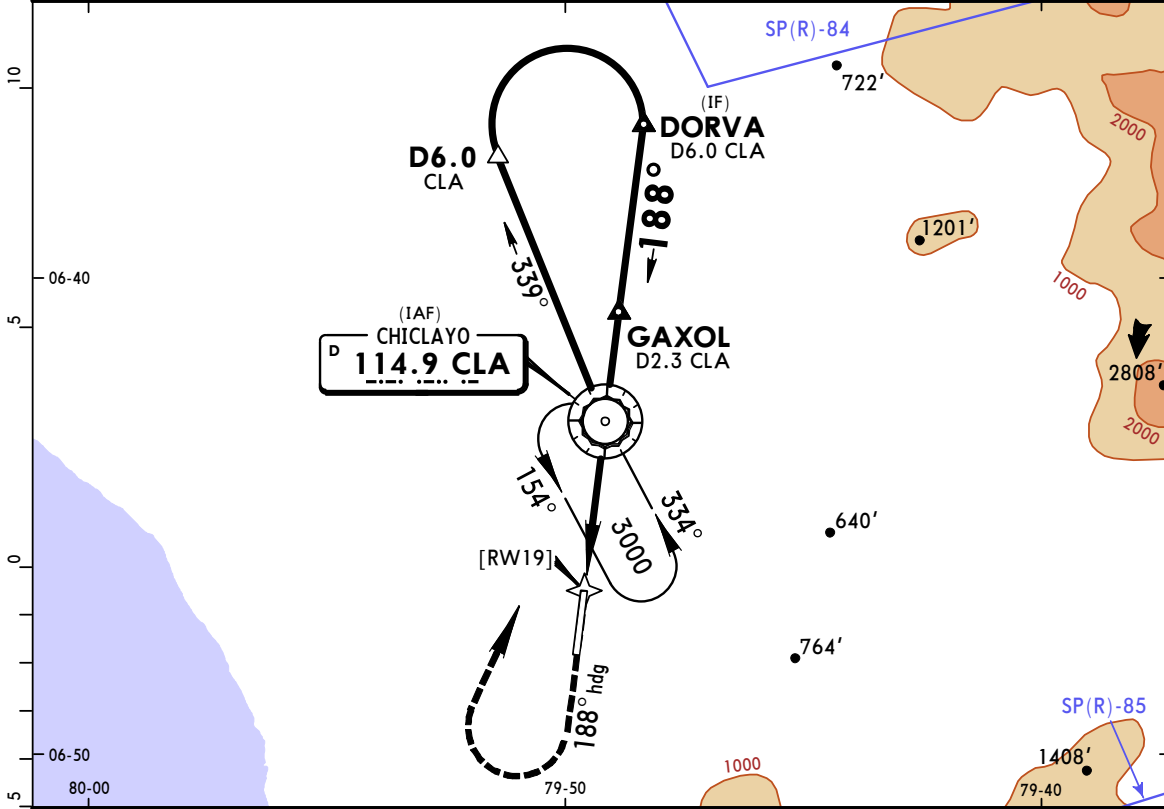 SP(R)-84
10
722'
(IF)
DORVA
D6.0 CLA
2000
D6.0
CLA
188°
1201'
339°
06-40
1000
(IAF)
5
CHICLAYO
GAXOL
D 114.9 CLA
D2.3 CLA
2808'
2000
154°
334°
3000
640'
[RW19]
0
764'
188° hdg
SP(R)-85
06-50
1000
1408'
80-00
79-50
79-40
5